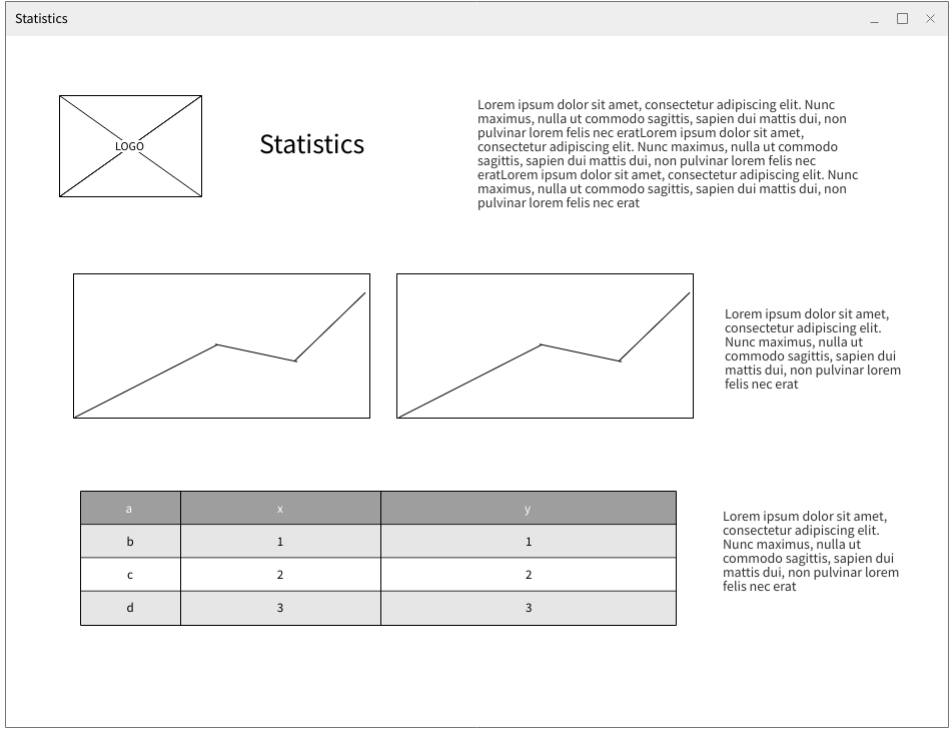 Statistics
LOGO
Statistics
Lorem ipsum dolor sit amet, consectetur adipiscing elit. Nunc
maximus, nulla ut commodo sagittis, sapien dui mattis dui, non
pulvinar lorem felis nec eratLorem ipsum dolor sit amet,
consectetur adipiscing elit. Nunc maximus, nulla ut commodo
sagittis, sapien dui mattis dui, non pulvinar lorem felis nec
eratLorem ipsum dolor sit amet, consectetur adipiscing elit. Nunc
maximus, nulla ut commodo sagittis, sapien dui mattis dui, non
pulvinar lorem felis nec erat
Lorem ipsum dolor sit amet,
consectetur adipiscing elit.
Nunc maximus, nulla ut
commodo sagittis, sapien dui
mattis dui, non pulvinar lorem
felis nec erat
a x y
b 1 1
c 2 2
d 3 3
Lorem ipsum dolor sit amet,
consectetur adipiscing elit.
Nunc maximus, nulla ut
commodo sagittis, sapien dui
mattis dui, non pulvinar lorem
felis nec erat